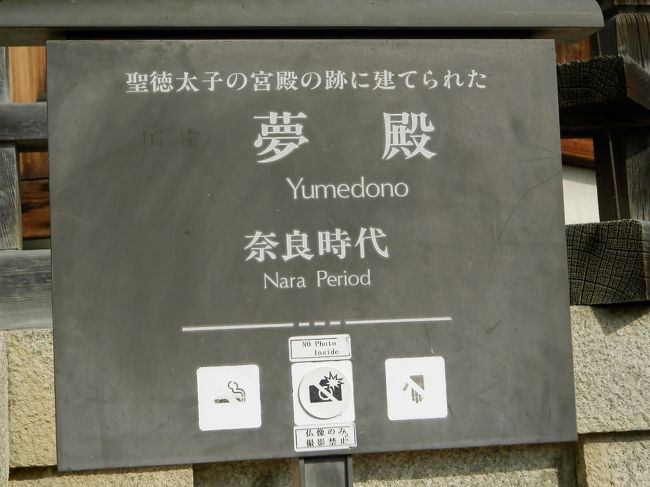 聖徳太子の宮殿の跡に建てられた
国宝 夢殿
Yumedono
奈良時代
Nara Period
NO Photo
Inside
仏像のみ
撮影禁止